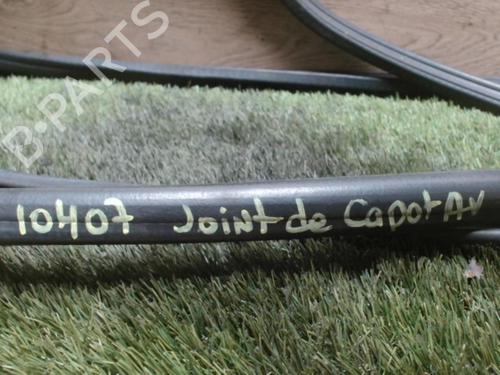 B-PARTS
10407 Joint de Capot AV